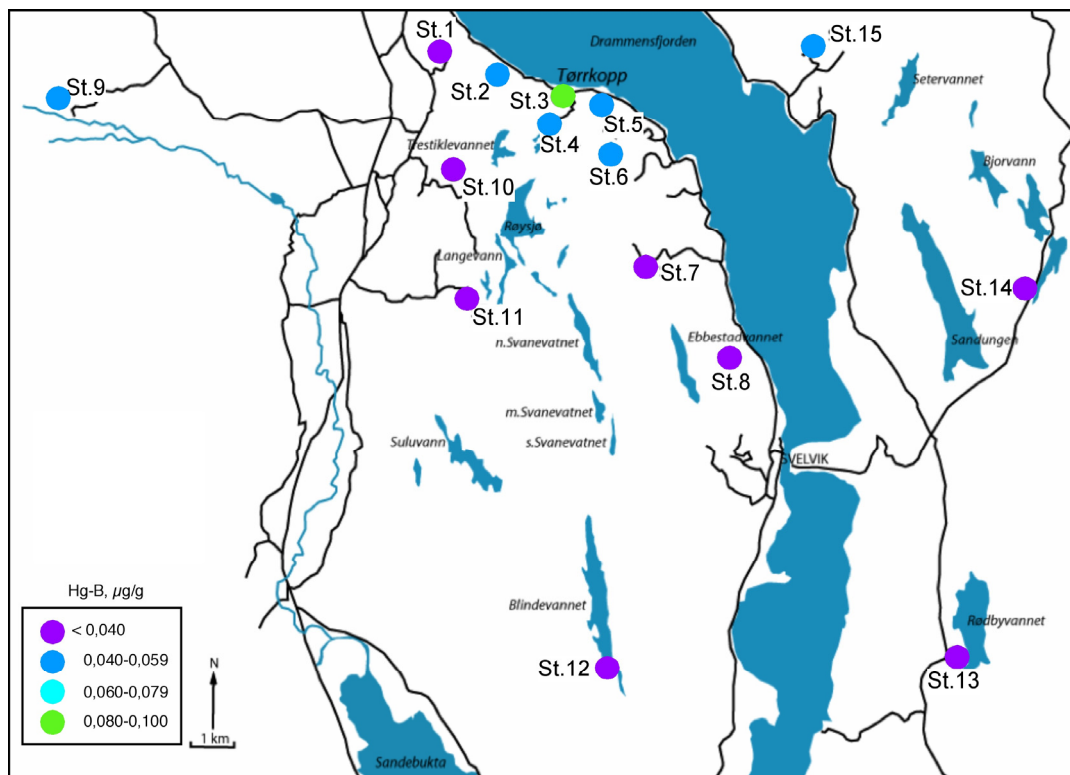 St.1
Drammensfjorden
St.15
St.9
St.2
Tørrkopp
Setervannet
St.3
St.5
St.4
Trestiklevannet
St.6
Bjorvann
St.10
Røysjø
Langevann
St.7
St.14
St.11
n.Svanevatnet
Ebbestadvannet
Sandungen
St.8
m.Svanevatnet
Suluvann
s.Svanevatnet
SVELVIK
Hg-B, µg/g
< 0,040
0,040-0,059
0,060-0,079
0,080-0,100
N
1 km
Blindevannet
Rødbyvannet
St.12
St.13
Sandebukta